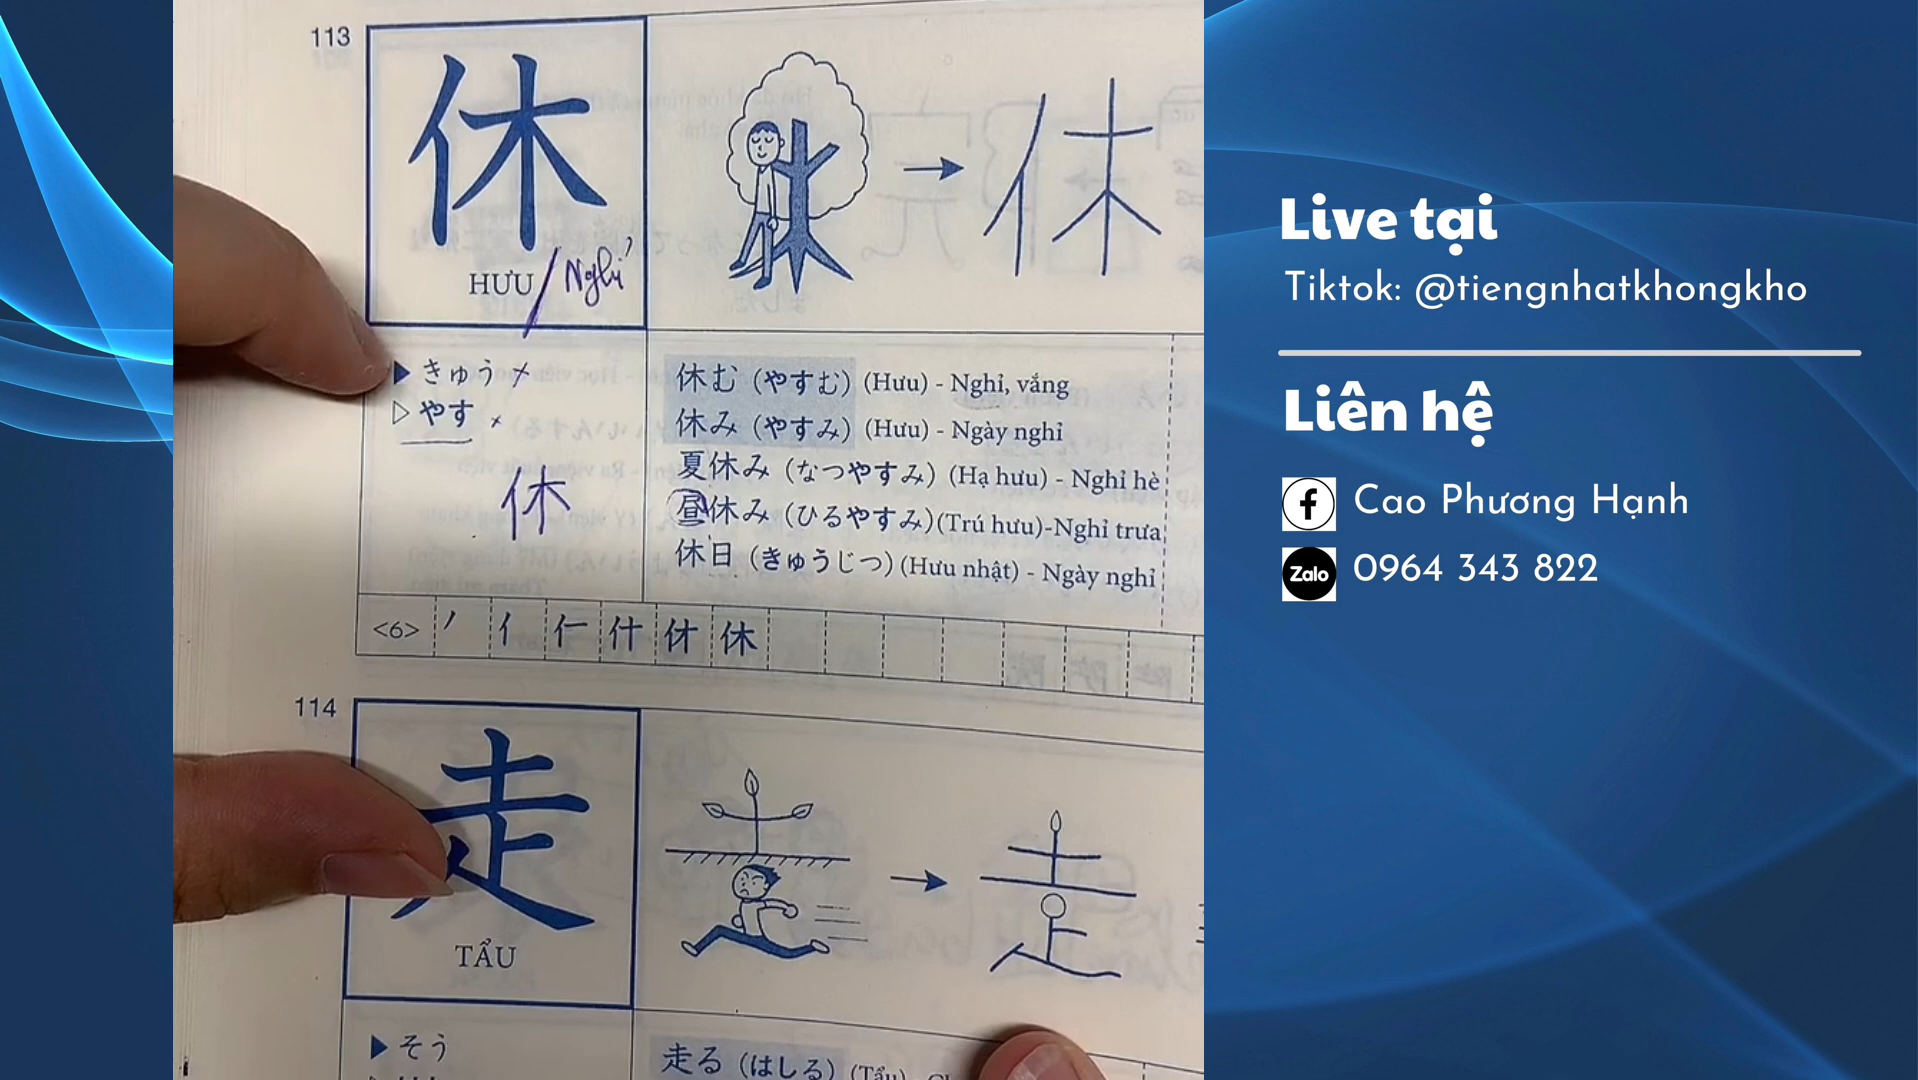 113
休
HƯU/Nghỉ
休
▶ きゅう
▷ やす
休
休む (やすむ) (Hưu) - Nghỉ, vắng
休み (やすみ) (Hưu) - Ngày nghỉ
夏休み (なつやすみ) (Hạ hưu) - Nghỉ hè
昼休み (ひるやすみ)(Trú hưu)-Nghỉ trưa
休日 (きゅうじつ) (Hưu nhật) - Ngày nghỉ
<6> 丿 亻 仁 什 休 休
114
走
TẨU
▶ そう
走る (はしる) (Tẩu)
Live tại
Tiktok: @tiengnhatkhongkho
Liên hệ
f Cao Phương Hạnh
Zalo 0964 343 822